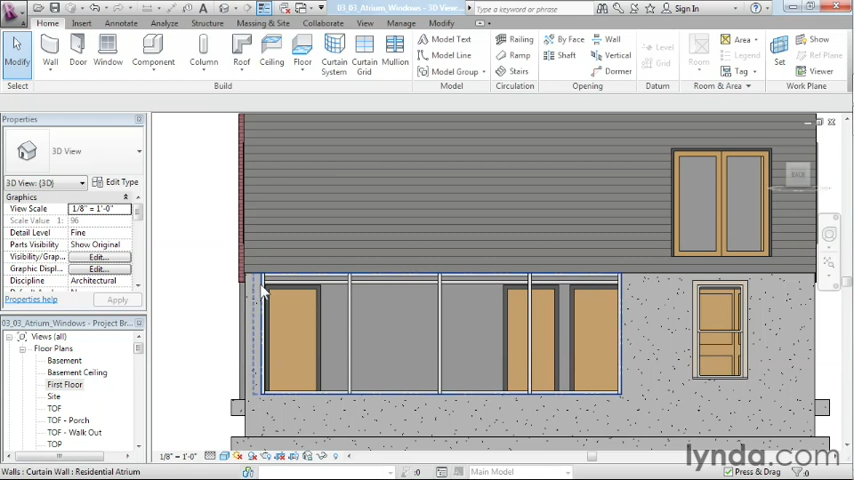 03_03_Atrium_Windows - 3D View...
Type a keyword or phrase
Sign In
Home Insert Annotate Analyze Structure Massing & Site Collaborate View Manage Modify
Modify
Wall Door Window Component Column Roof Ceiling Floor Curtain System Curtain Grid Mullion
Model Text
Model Line
Model Group
Railing
Ramp
Stairs
By Face
Shaft
Wall
Vertical
Dormer
Level
Grid
Room
Area
Tag
Set
Show
Ref Plane
Viewer
Select Build Model Circulation Opening Datum Room & Area Work Plane
Properties
3D View
3D View: {3D} Edit Type
Graphics
View Scale 1/8" = 1'-0"
Scale Value 1: 96
Detail Level Fine
Parts Visibility Show Original
Visibility/Grap... Edit...
Graphic Displ... Edit...
Discipline Architectural
Properties help Apply
03_03_Atrium_Windows - Project Br...
Views (all)
Floor Plans
Basement
Basement Ceiling
First Floor
Site
TOF
TOF - Porch
TOF - Walk Out
TOP
BACK
1/8" = 1'-0"
Walls : Curtain Wall : Residential Atrium
:0
Main Model
Press & Drag
:0
lynda.com